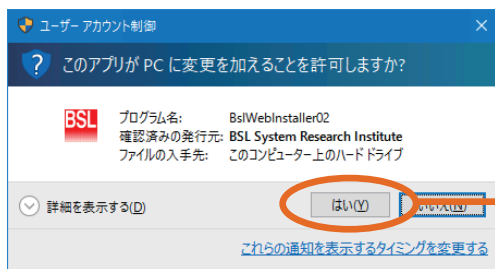 ユーザー アカウント制御
このアプリが PC に変更を加えることを許可しますか?
BSL
プログラム名: BslWebInstaller02
確認済みの発行元: BSL System Research Institute
ファイルの入手先: このコンピューター上のハード ドライブ
詳細を表示する(D)
はい(Y)
これらの通知を表示するタイミングを変更する